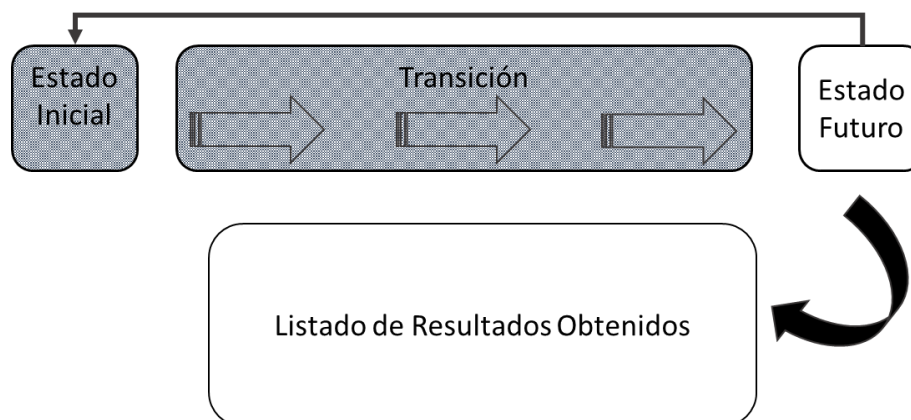 Estado
Inicial
Transición
Estado
Futuro
Listado de Resultados Obtenidos